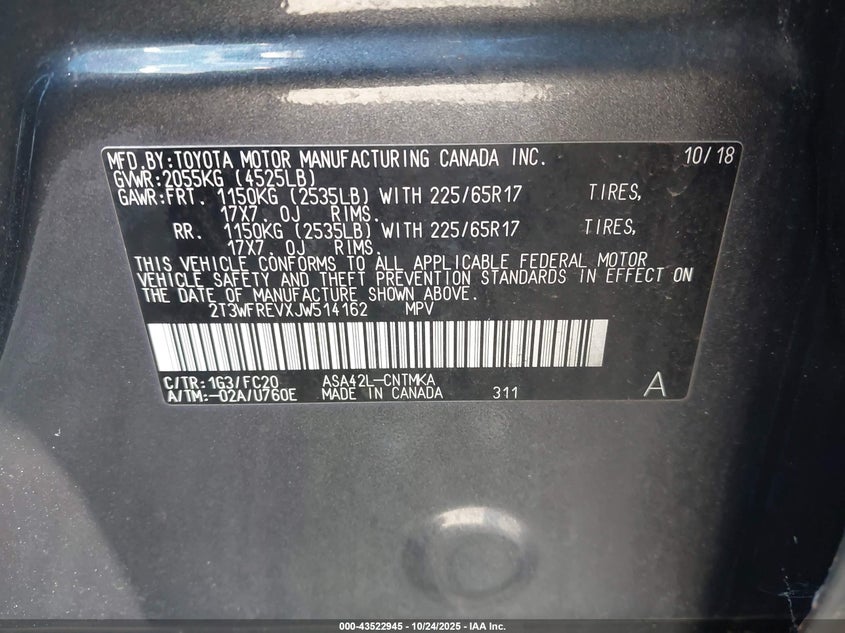 MFD.BY:TOYOTA MOTOR MANUFACTURING CANADA INC. 10/18
GVWR:2055KG (4525LB)
GAWR:FRT. 1150KG (2535LB) WITH 225/65R17 TIRES,
17X7. 0J RIMS.
RR. 1150KG (2535LB) WITH 225/65R17 TIRES,
17X7. 0J RIMS.
THIS VEHICLE CONFORMS TO ALL APPLICABLE FEDERAL MOTOR
VEHICLE SAFETY AND THEFT PREVENTION STANDARDS IN EFFECT ON
THE DATE OF MANUFACTURE SHOWN ABOVE.
2T3WFREVXJW514162 MPV
C/TR:1G3/FC20 ASA42L-CNTMKA
A/TM:-02A/U760E MADE IN CANADA 311 A
000-43522945 - 10/24/2025 - IAA Inc.